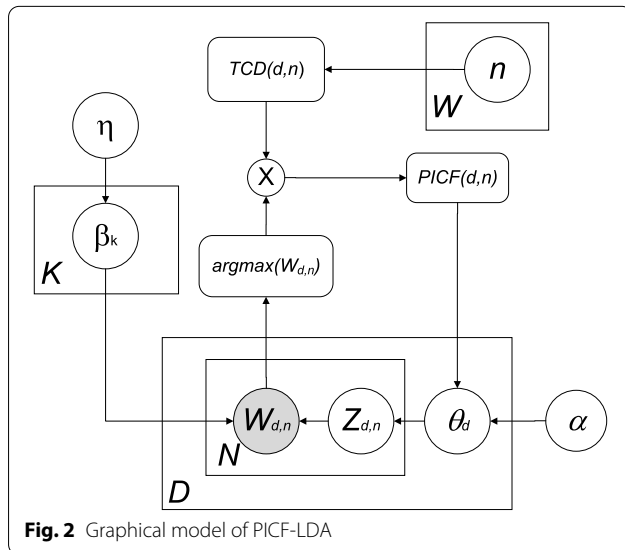 TCD(d,n)
n
W
η
X
PICF(d,n)
βk
K
argmax(Wd,n)
Wd,n
Zd,n
θd
α
N
D
Fig. 2 Graphical model of PICF-LDA